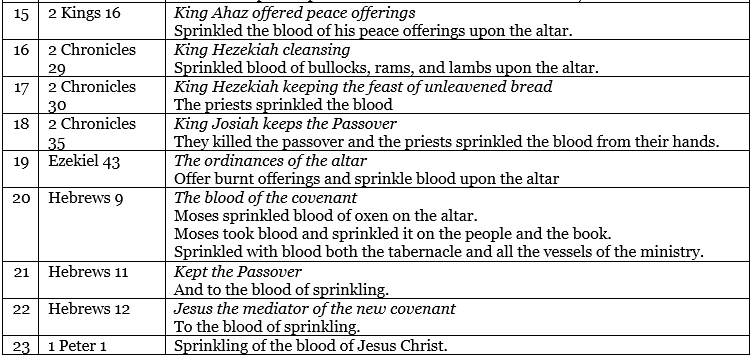 15 2 Kings 16 King Ahaz offered peace offerings
Sprinkled the blood of his peace offerings upon the altar.
16 2 Chronicles 29 King Hezekiah cleansing
Sprinkled blood of bullocks, rams, and lambs upon the altar.
17 2 Chronicles 30 King Hezekiah keeping the feast of unleavened bread
The priests sprinkled the blood
18 2 Chronicles 35 King Josiah keeps the Passover
They killed the passover and the priests sprinkled the blood from their hands.
19 Ezekiel 43 The ordinances of the altar
Offer burnt offerings and sprinkle blood upon the altar
20 Hebrews 9 The blood of the covenant
Moses sprinkled blood of oxen on the altar.
Moses took blood and sprinkled it on the people and the book.
Sprinkled with blood both the tabernacle and all the vessels of the ministry.
21 Hebrews 11 Kept the Passover
And to the blood of sprinkling.
22 Hebrews 12 Jesus the mediator of the new covenant
To the blood of sprinkling.
23 1 Peter 1 Sprinkling of the blood of Jesus Christ.